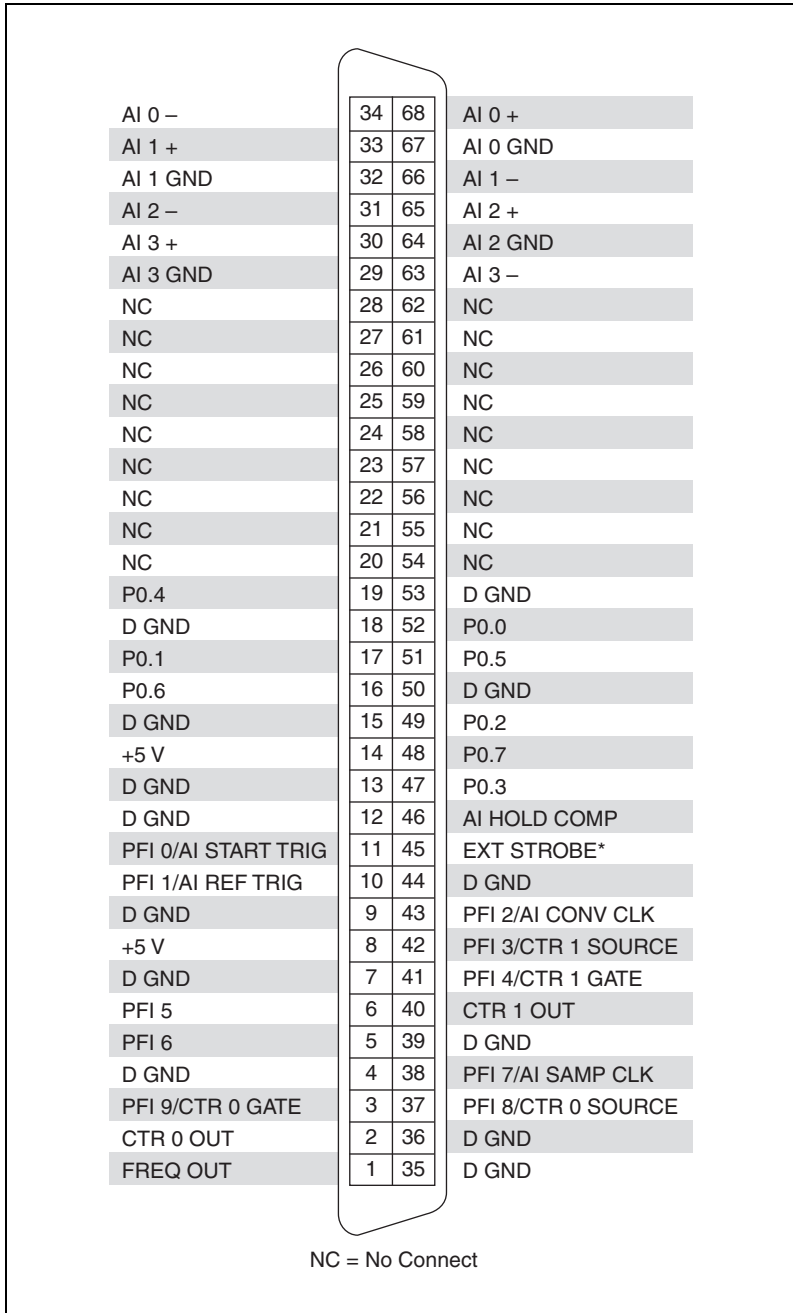 AI 0 – 34 68 AI 0 +
AI 1 + 33 67 AI 0 GND
AI 1 GND 32 66 AI 1 –
AI 2 – 31 65 AI 2 +
AI 3 + 30 64 AI 2 GND
AI 3 GND 29 63 AI 3 –
NC 28 62 NC
NC 27 61 NC
NC 26 60 NC
NC 25 59 NC
NC 24 58 NC
NC 23 57 NC
NC 22 56 NC
NC 21 55 NC
NC 20 54 NC
P0.4 19 53 D GND
D GND 18 52 P0.0
P0.1 17 51 P0.5
P0.6 16 50 D GND
D GND 15 49 P0.2
+5 V 14 48 P0.7
D GND 13 47 P0.3
D GND 12 46 AI HOLD COMP
PFI 0/AI START TRIG 11 45 EXT STROBE*
PFI 1/AI REF TRIG 10 44 D GND
D GND 9 43 PFI 2/AI CONV CLK
+5 V 8 42 PFI 3/CTR 1 SOURCE
D GND 7 41 PFI 4/CTR 1 GATE
PFI 5 6 40 CTR 1 OUT
PFI 6 5 39 D GND
D GND 4 38 PFI 7/AI SAMP CLK
PFI 9/CTR 0 GATE 3 37 PFI 8/CTR 0 SOURCE
CTR 0 OUT 2 36 D GND
FREQ OUT 1 35 D GND
NC = No Connect